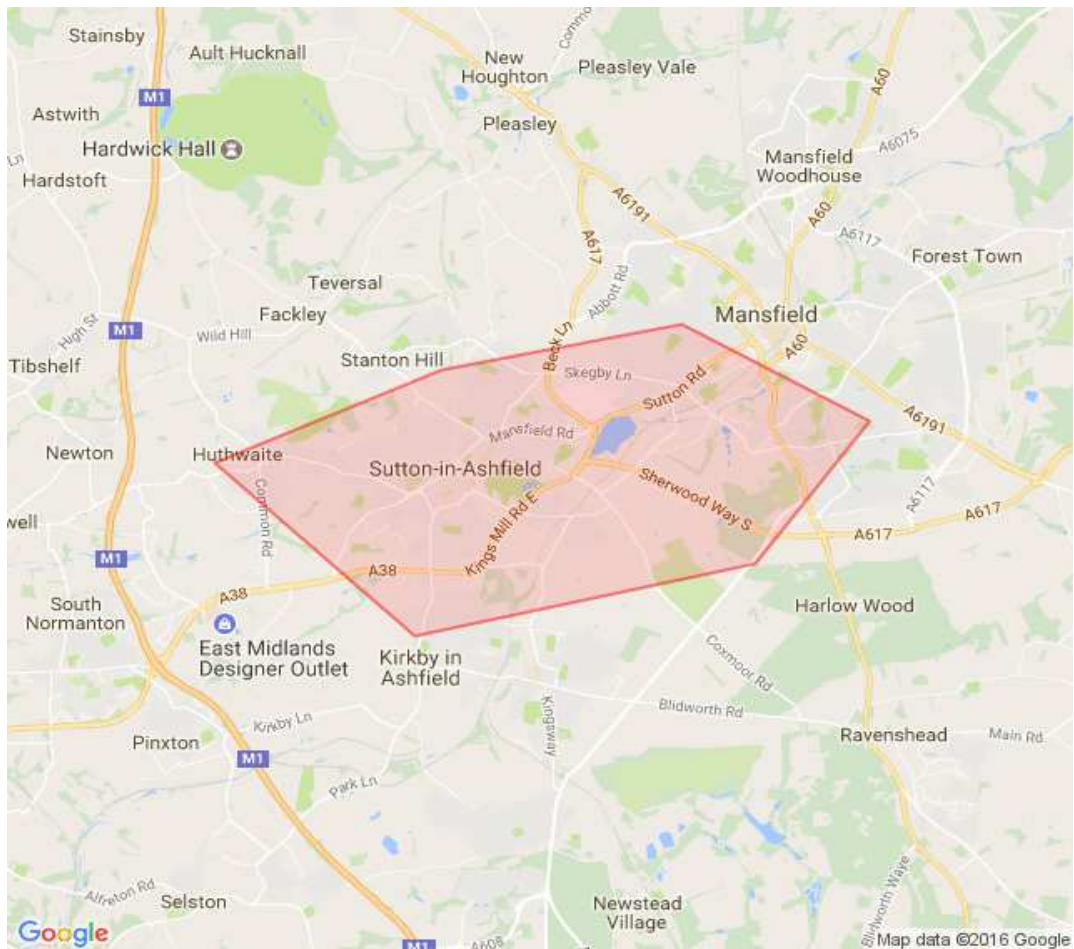 Stainsby
Ault Hucknall
Commo
A60
New
Houghton
Pleasley Vale
M1
Astwith
Pleasley
A6075
Hardwick Hall
Ln
Hardstoft
Mansfield
Woodhouse
A6191
A60
A617
A6117
Forest Town
Abbott Rd
Teversal
Fackley
Mansfield
High St
M1
Wild Hill
A60
Tibshelf
Stanton Hill
Beck Ln
Skegby Ln
Sutton Rd
A6191
Mansfield Rd
Newton
Huthwaite
Sutton-in-Ashfield
Common Rd
Sherwood Way S
A6117
well
Kings Mill Rd E
A617
A617
M1
A38
A38
South
Normanton
Harlow Wood
East Midlands
Designer Outlet
Kirkby in
Ashfield
Coxmoor Rd
Blidworth Rd
Kirkby Ln
Kingsway
Pinxton
Ravenshead
Main Rd
M1
Park Ln
Alfreton Rd
Selston
Newstead
Village
Blidworth Waye
Google
M1
A608
Map data ©2016 Google